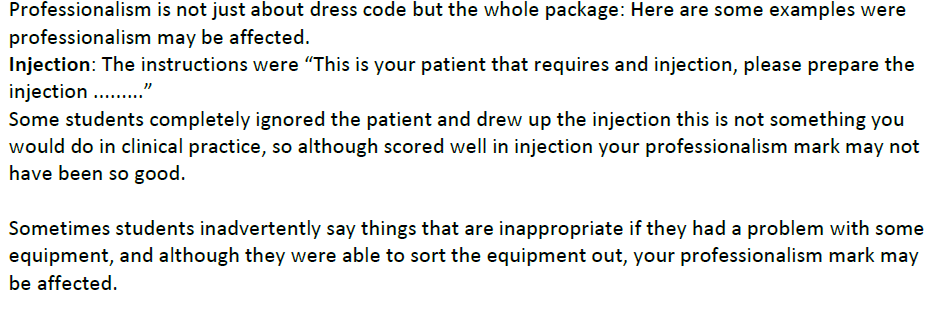 Professionalism is not just about dress code but the whole package: Here are some examples were
professionalism may be affected.
Injection: The instructions were “This is your patient that requires and injection, please prepare the
injection .........”
Some students completely ignored the patient and drew up the injection this is not something you
would do in clinical practice, so although scored well in injection your professionalism mark may not
have been so good.
Sometimes students inadvertently say things that are inappropriate if they had a problem with some
equipment, and although they were able to sort the equipment out, your professionalism mark may
be affected.